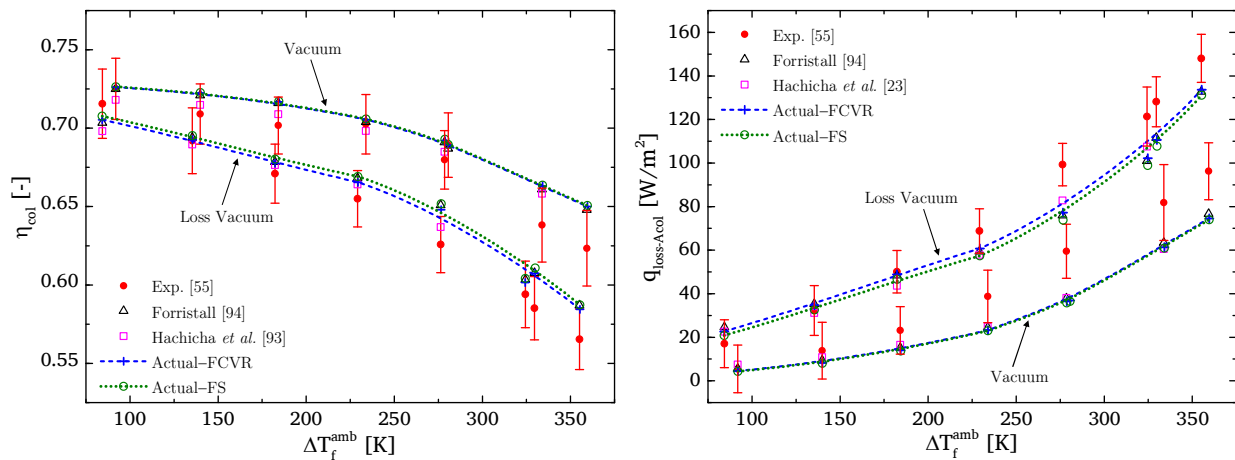 0.75
0.70
0.65
0.60
0.55
η_col [-]
Vacuum
Loss Vacuum
Exp. [55]
Forristall [94]
Hachicha et al. [93]
Actual–FCVR
Actual–FS
100 150 200 250 300 350
ΔT_f^amb [K]
160
140
120
100
80
60
40
20
0
q_loss-Acol [W/m²]
Exp. [55]
Forristall [94]
Hachicha et al. [23]
Actual–FCVR
Actual–FS
Loss Vacuum
Vacuum
100 150 200 250 300 350
ΔT_f^amb [K]